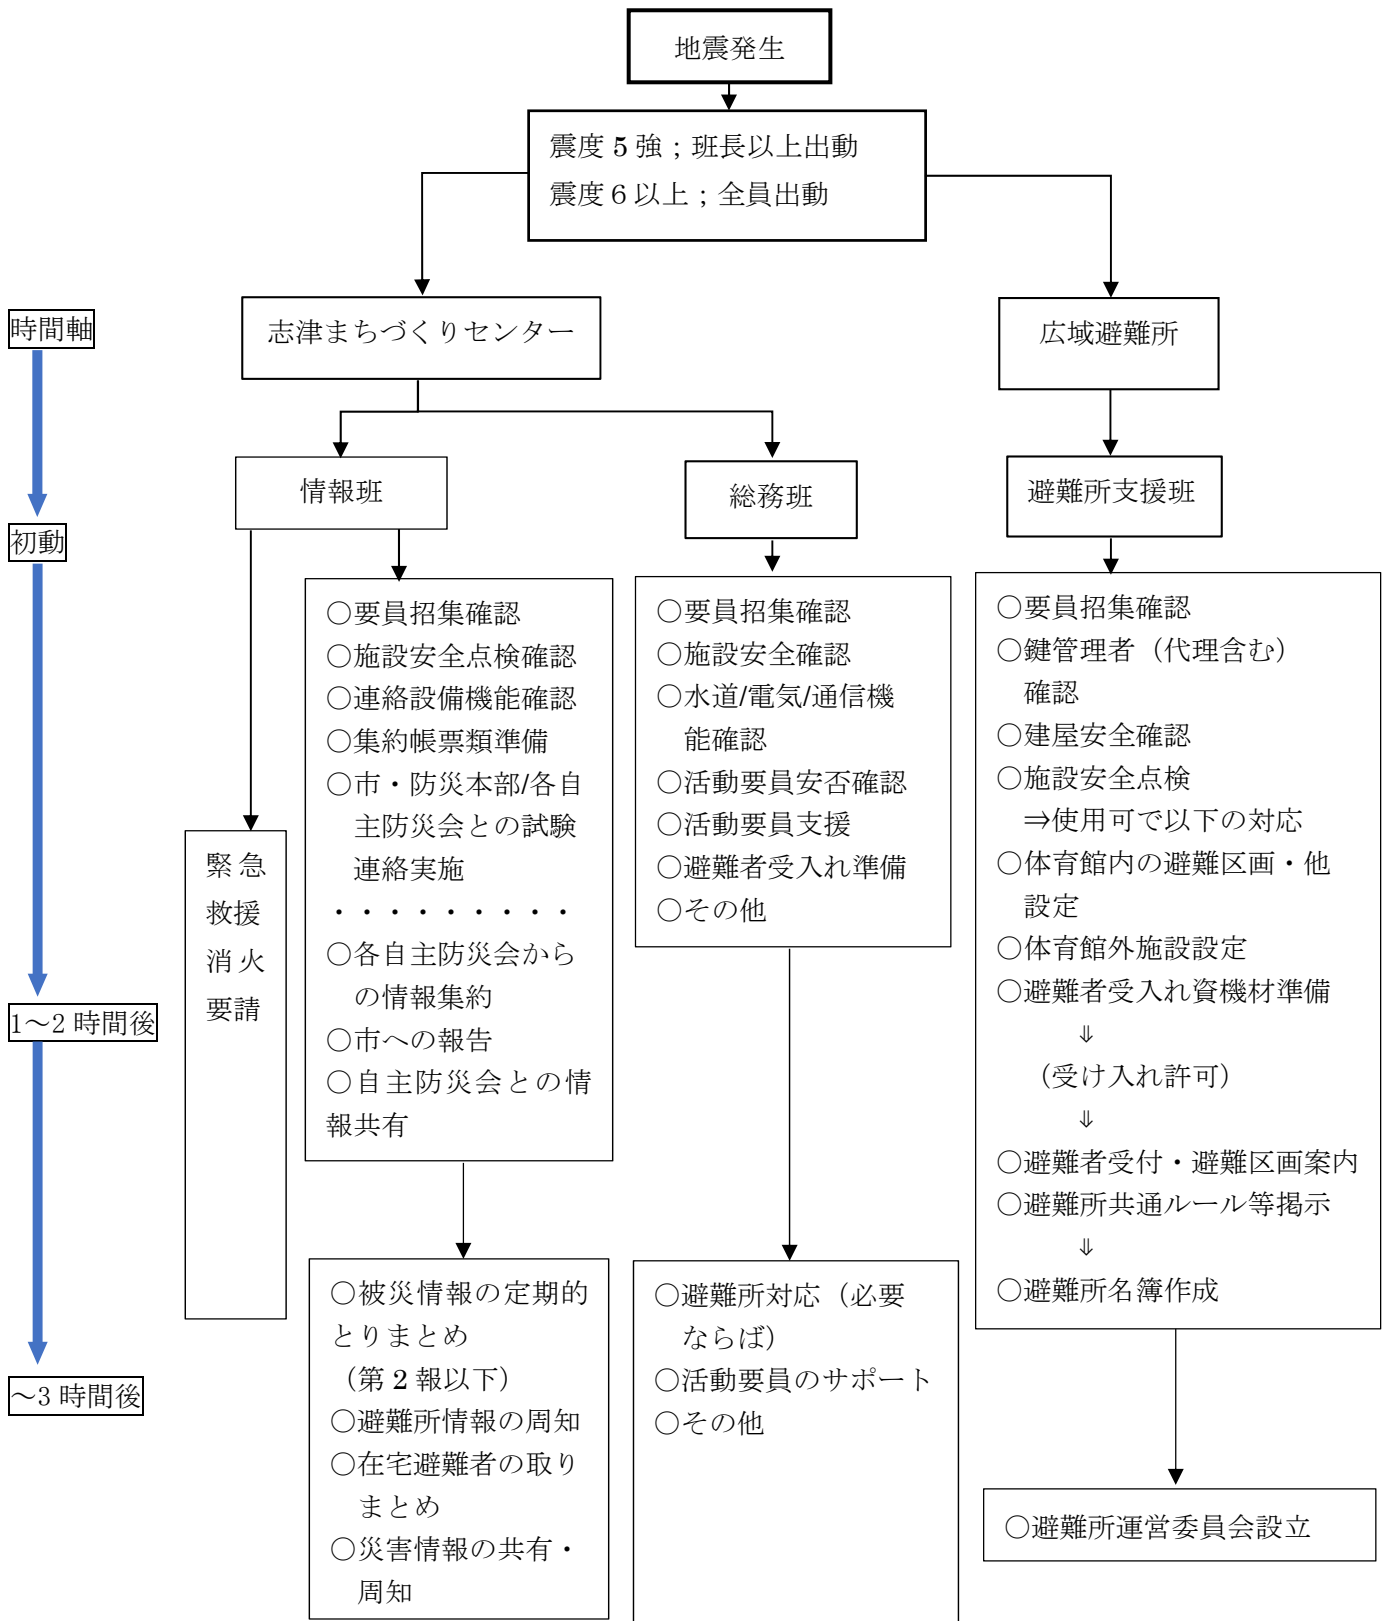 地震発生
震度５強；班長以上出動
震度６以上；全員出動
時間軸
初動
1～2時間後
～3時間後
志津まちづくりセンター
広域避難所
情報班
総務班
避難所支援班
緊急
救援
消火
要請
○要員招集確認
○施設安全点検確認
○連絡設備機能確認
○集約帳票類準備
○市・防災本部/各自
主防災会との試験
連絡実施
・・・・・・・・・
○各自主防災会から
の情報集約
○市への報告
○自主防災会との情
報共有
○被災情報の定期的
とりまとめ
（第２報以下）
○避難所情報の周知
○在宅避難者の取り
まとめ
○災害情報の共有・
周知
○要員招集確認
○施設安全確認
○水道/電気/通信機
能確認
○活動要員安否確認
○活動要員支援
○避難者受入れ準備
○その他
○避難所対応（必要
ならば）
○活動要員のサポート
○その他
○要員招集確認
○鍵管理者（代理含む）
確認
○建屋安全確認
○施設安全点検
⇒使用可で以下の対応
○体育館内の避難区画・他
設定
○体育館外施設設定
○避難者受入れ資機材準備
⇓
（受け入れ許可）
⇓
○避難者受付・避難区画案内
○避難所共通ルール等掲示
⇓
○避難所名簿作成
○避難所運営委員会設立